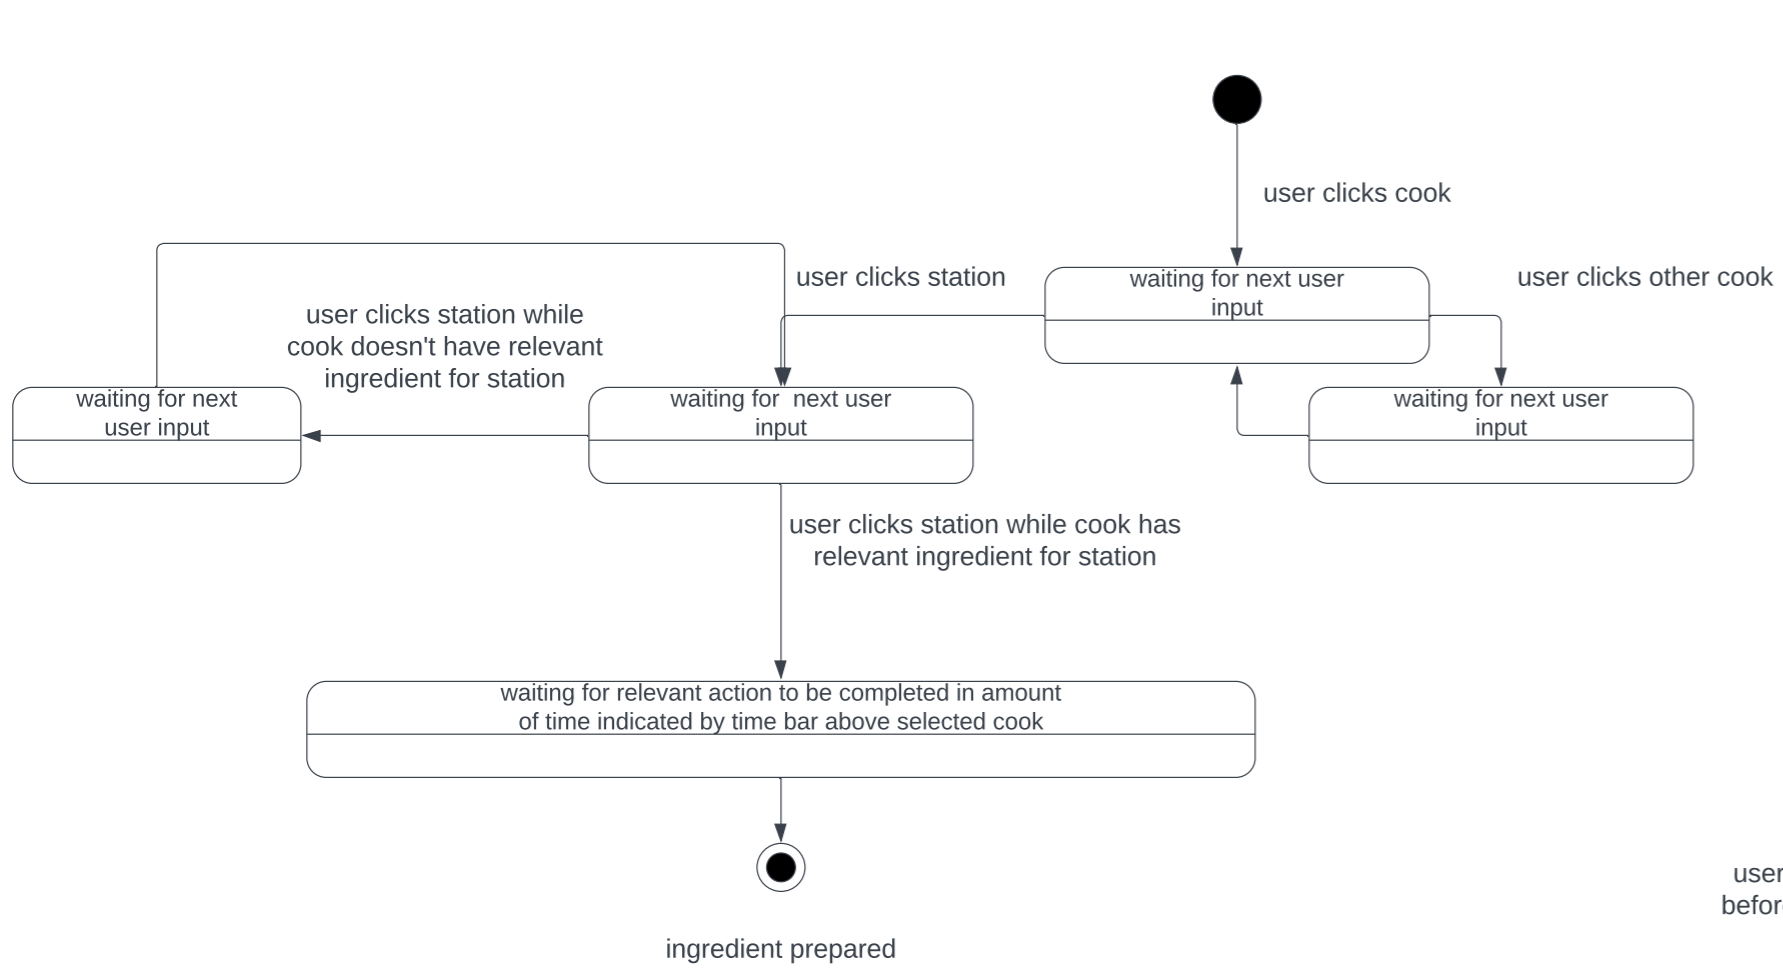 user clicks cook
user clicks station
waiting for next user
input
user clicks other cook
user clicks station while
cook doesn't have relevant
ingredient for station
waiting for next
user input
waiting for  next user
input
waiting for next user
input
user clicks station while cook has
relevant ingredient for station
waiting for relevant action to be completed in amount
of time indicated by time bar above selected cook
user
before
ingredient prepared